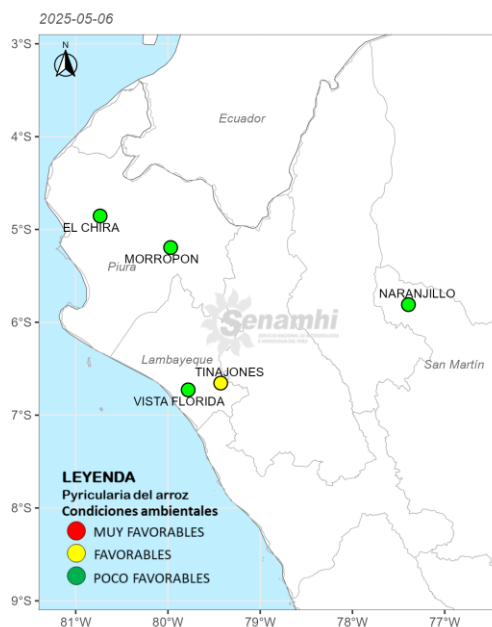 2025-05-06
3°S
N
Ecuador
4°S
EL CHIRA
5°S
MORROPON
Piura
NARANJILLO
6°S
Senamhi
Lambayeque
San Martín
TINAJONES
VISTA FLORIDA
7°S
LEYENDA
Pyricularia del arroz
Condiciones ambientales
8°S
MUY FAVORABLES
FAVORABLES
POCO FAVORABLES
9°S
81°W 80°W 79°W 78°W 77°W